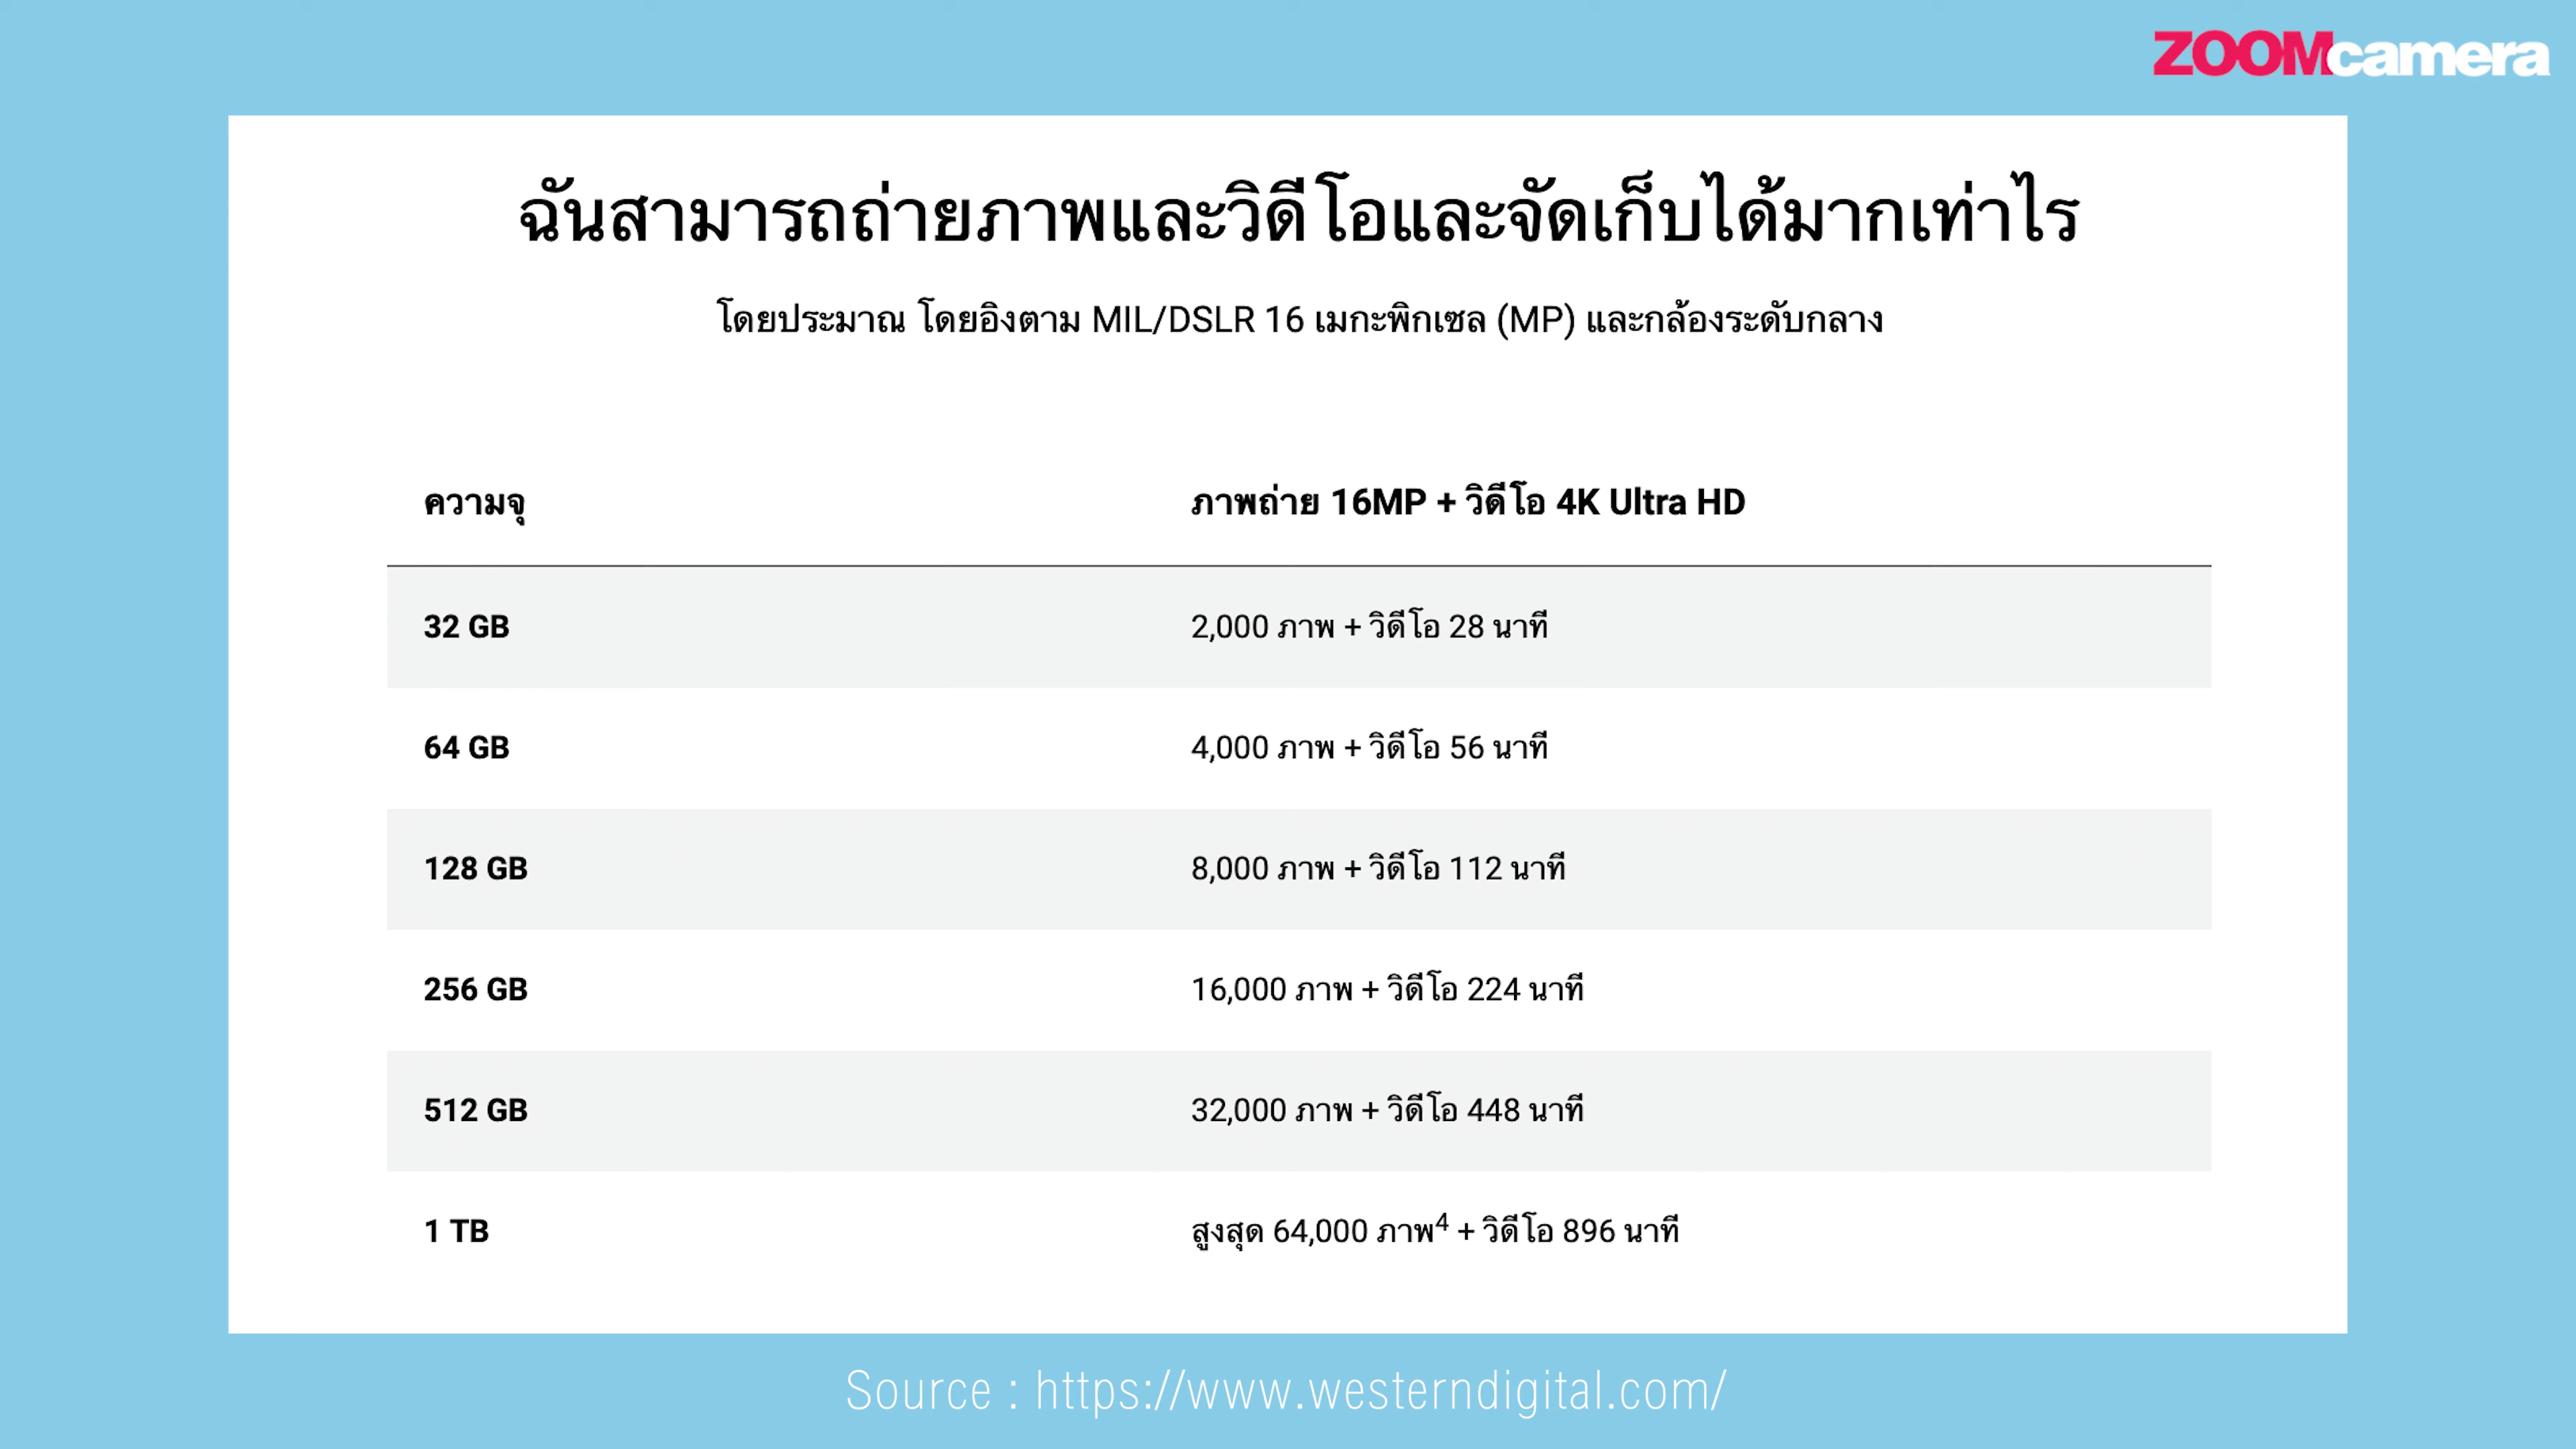 ZOOMcamera
ฉันสามารถถ่ายภาพและวิดีโอและจัดเก็บได้มากเท่าไร
โดยประมาณ โดยอิงตาม MIL/DSLR 16 เมกะพิกเซล (MP) และกล้องระดับกลาง
ความจุ ภาพถ่าย 16MP + วิดีโอ 4K Ultra HD
32 GB 2,000 ภาพ + วิดีโอ 28 นาที
64 GB 4,000 ภาพ + วิดีโอ 56 นาที
128 GB 8,000 ภาพ + วิดีโอ 112 นาที
256 GB 16,000 ภาพ + วิดีโอ 224 นาที
512 GB 32,000 ภาพ + วิดีโอ 448 นาที
1 TB สูงสุด 64,000 ภาพ⁴ + วิดีโอ 896 นาที
Source : https://www.westerndigital.com/